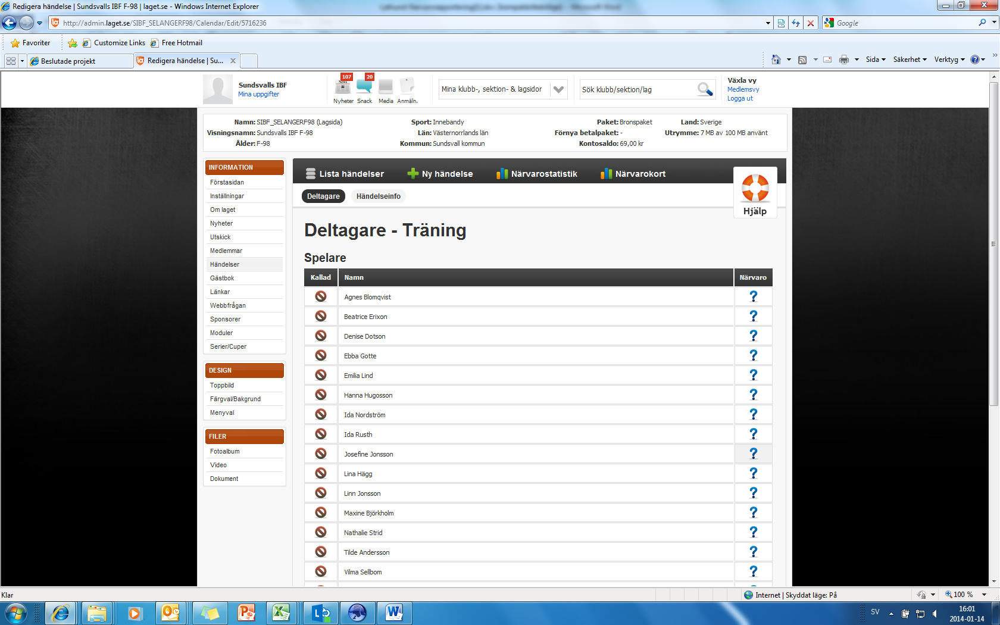 Redigera händelse | Sundsvalls IBF F-98 | laget.se - Windows Internet Explorer
http://admin.laget.se/SIBF_SELANGERF98/Calendar/Edit/5716236
Google
Favoriter
Customize Links
Free Hotmail
Beslutade projekt
Redigera händelse | Su...
Sida
Säkerhet
Verktyg
Sundsvalls IBF
Mina uppgifter
107
20
Nyheter
Snack
Media
Anmäln.
Mina klubb-, sektion- & lagsidor
Sök klubb/sektion/lag
Växla vy
Medlemsvy
Logga ut
Namn: SIBF_SELANGERF98 (Lagsida)
Visningsnamn: Sundsvalls IBF F-98
Ålder: F-98
Sport: Innebandy
Län: Västernorrlands län
Kommun: Sundsvall kommun
Paket: Bronspaket
Förnya betalpaket: -
Kontosaldo: 69,00 kr
Land: Sverige
Utrymme: 7 MB av 100 MB använt
INFORMATION
Förstasidan
Inställningar
Om laget
Nyheter
Utskick
Medlemmar
Händelser
Gästbok
Länkar
Webbfrågan
Sponsorer
Moduler
Serier/Cuper
DESIGN
Toppbild
Färgval/Bakgrund
Menyval
FILER
Fotoalbum
Video
Dokument
Lista händelser
Ny händelse
Närvarostatistik
Närvarokort
Hjälp
Deltagare
Händelseinfo
Deltagare - Träning
Spelare
Kallad Namn Närvaro
Agnes Blomqvist ?
Beatrice Erixon ?
Denise Dotson ?
Ebba Gotte ?
Emilia Lind ?
Hanna Hugosson ?
Ida Nordström ?
Ida Rusth ?
Josefine Jonsson ?
Lina Hägg ?
Linn Jonsson ?
Maxine Björkholm ?
Nathalie Strid ?
Tilde Andersson ?
Vilma Sellbom ?
Klar
Internet | Skyddat läge: På
100 %
SV
16:01
2014-01-14